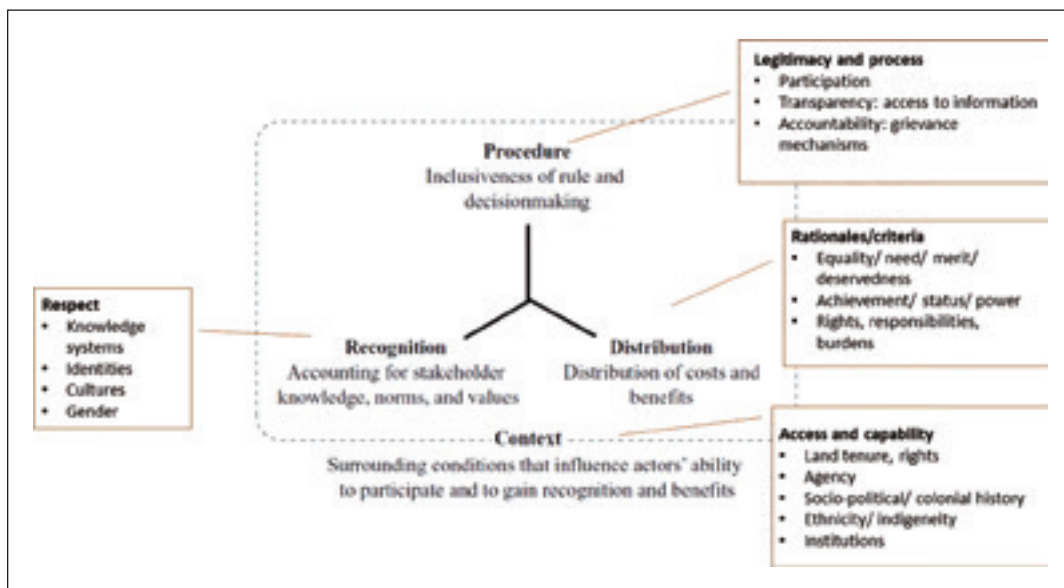 Legitimacy and process
• Participation
• Transparency: access to information
• Accountability: grievance
mechanisms
Procedure
Inclusiveness of rule and
decisionmaking
Rationales/criteria
• Equality/ need/ merit/
deservedness
• Achievement/ status/ power
• Rights, responsibilities,
burdens
Respect
• Knowledge
systems
• Identities
• Cultures
• Gender
Recognition
Accounting for stakeholder
knowledge, norms, and values
Distribution
Distribution of costs and
benefits
Context
Surrounding conditions that influence actors' ability
to participate and to gain recognition and benefits
Access and capability
• Land tenure, rights
• Agency
• Socio-political/ colonial history
• Ethnicity/ indigeneity
• Institutions